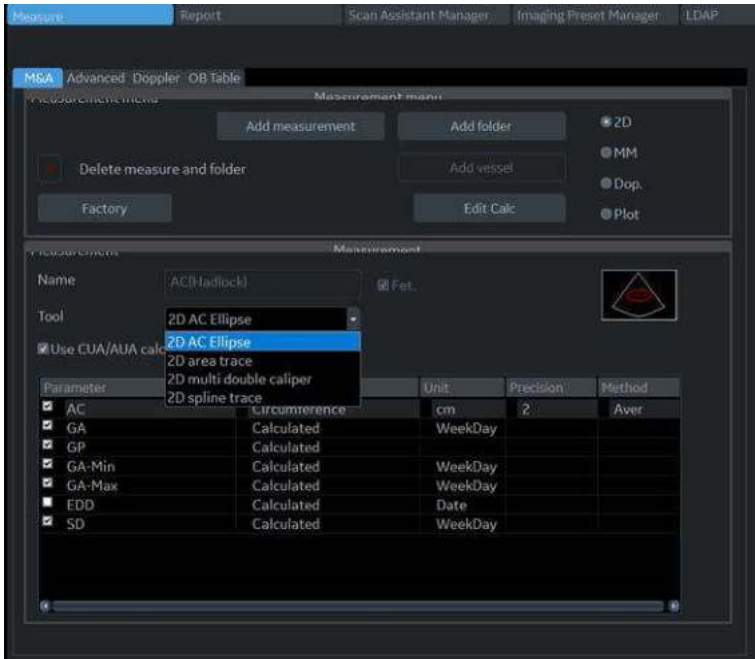 Measure Report Scan Assistant Manager Imaging Preset Manager LDAP
M&A Advanced Doppler OB Table
Measurement menu Measurement menu
Add measurement Add folder 2D
MM
Delete measure and folder Add vessel
Dop.
Factory Edit Calc
Plot
Measurement Measurement
Name AC(Hadlock) Fet.
Tool 2D AC Ellipse
2D AC Ellipse
Use CUA/AUA calc
2D area trace
2D multi double caliper
2D spline trace
Parameter Unit Precision Method
AC Circumference cm 2 Aver
GA Calculated WeekDay
GP Calculated
GA-Min Calculated WeekDay
GA-Max Calculated WeekDay
EDD Calculated Date
SD Calculated WeekDay